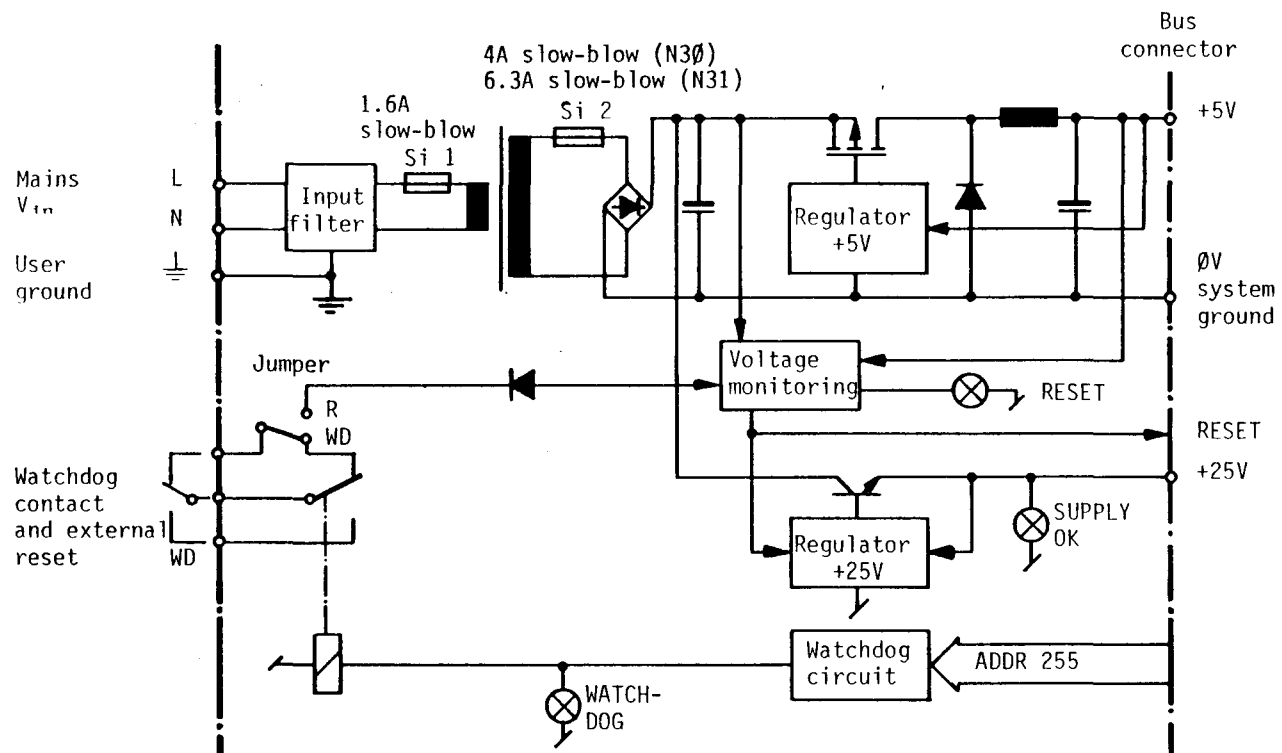 4A slow-blow (N3Ø)
6.3A slow-blow (N31)
Si 2
1.6A
slow-blow
Si 1
Bus
connector
+5V
Mains
Vin
L
N
Input
filter
User
ground
Regulator
+5V
ØV
system
ground
Jumper
R
WD
Voltage
monitoring
RESET
RESET
+25V
Watchdog
contact
and external
reset
WD
Regulator
+25V
SUPPLY
OK
Watchdog
circuit
ADDR 255
WATCH-
DOG